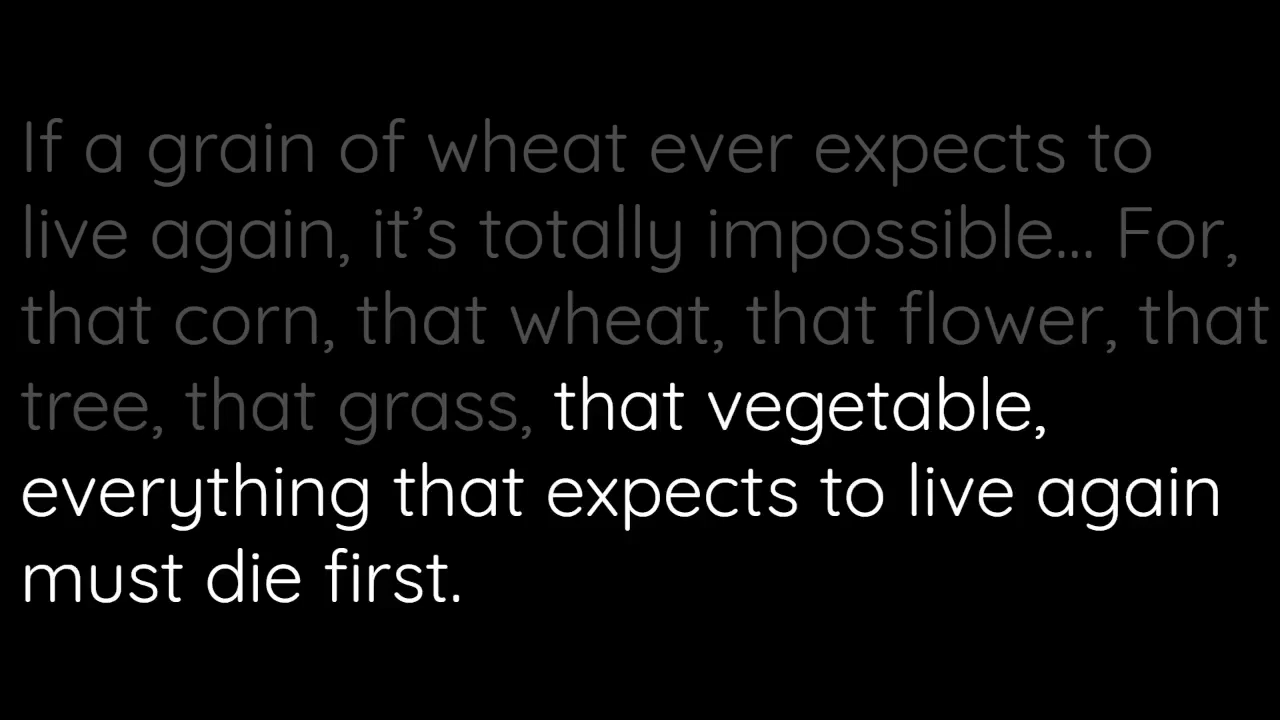 If a grain of wheat ever expects to
live again, it’s totally impossible... For,
that corn, that wheat, that flower, that
tree, that grass, that vegetable,
everything that expects to live again
must die first.